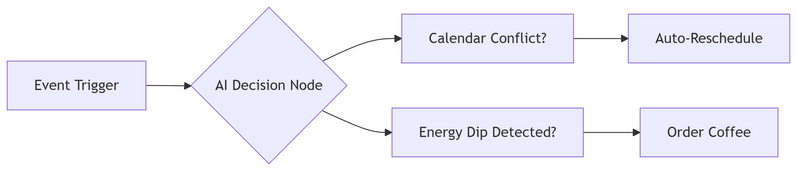 Event Trigger
AI Decision Node
Calendar Conflict?
Auto-Reschedule
Energy Dip Detected?
Order Coffee